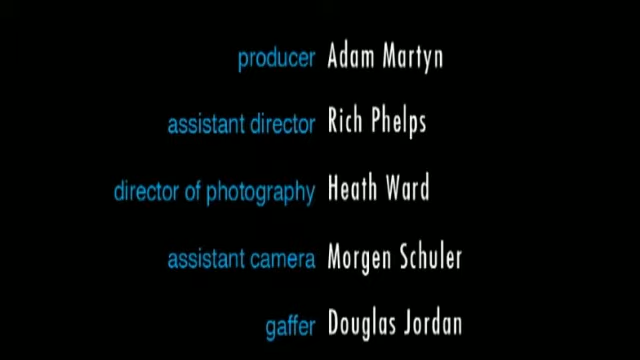 producer Adam Martyn
assistant director Rich Phelps
director of photography Heath Ward
assistant camera Morgen Schuler
gaffer Douglas Jordan